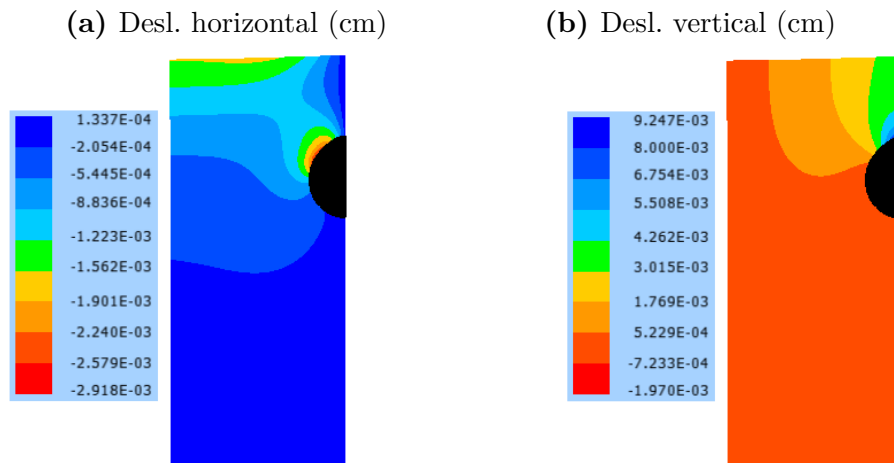 (a) Desl. horizontal (cm)
1.337E-04
-2.054E-04
-5.445E-04
-8.836E-04
-1.223E-03
-1.562E-03
-1.901E-03
-2.240E-03
-2.579E-03
-2.918E-03
(b) Desl. vertical (cm)
9.247E-03
8.000E-03
6.754E-03
5.508E-03
4.262E-03
3.015E-03
1.769E-03
5.229E-04
-7.233E-04
-1.970E-03